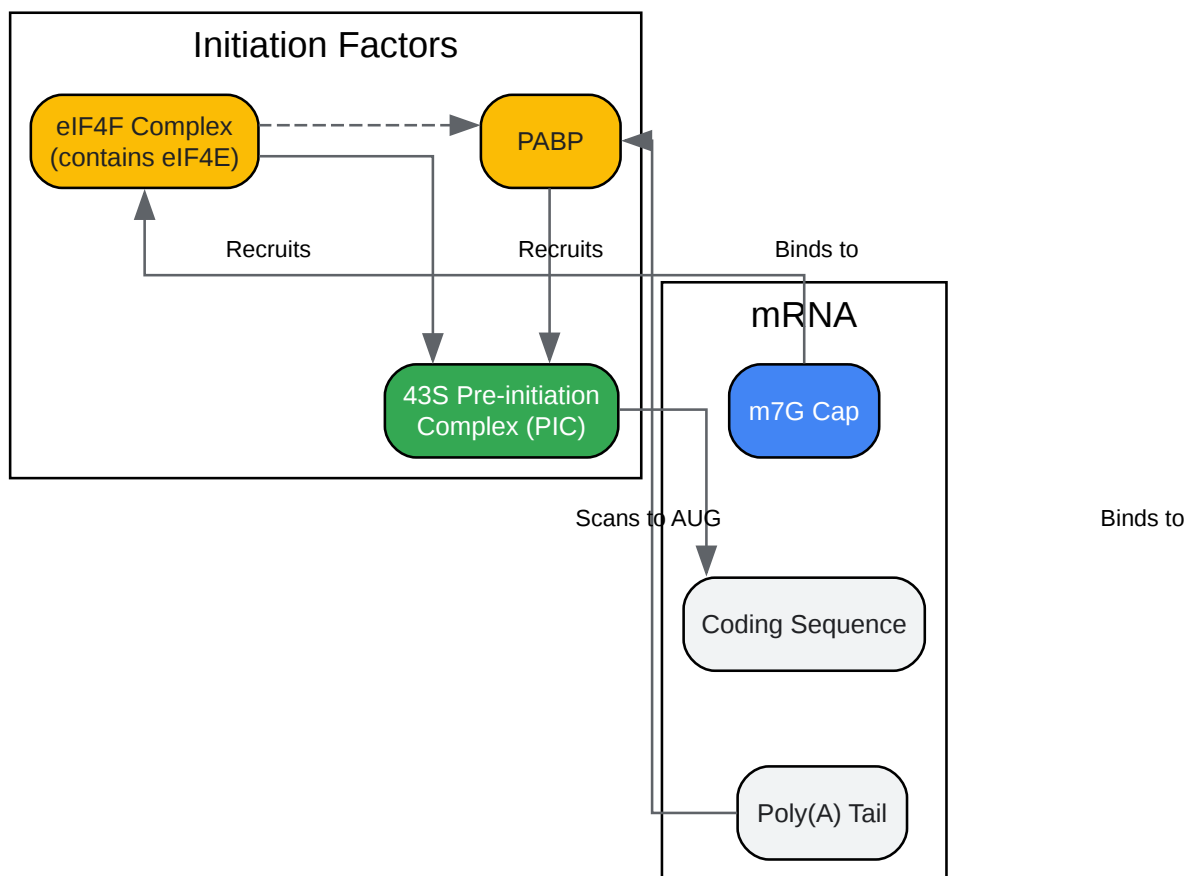 Initiation Factors
eIF4F Complex
(contains eIF4E)
PABP
Recruits
Recruits
Binds to
mRNA
43S Pre-initiation
Complex (PIC)
m7G Cap
Scans to AUG
Binds to
Coding Sequence
Poly(A) Tail